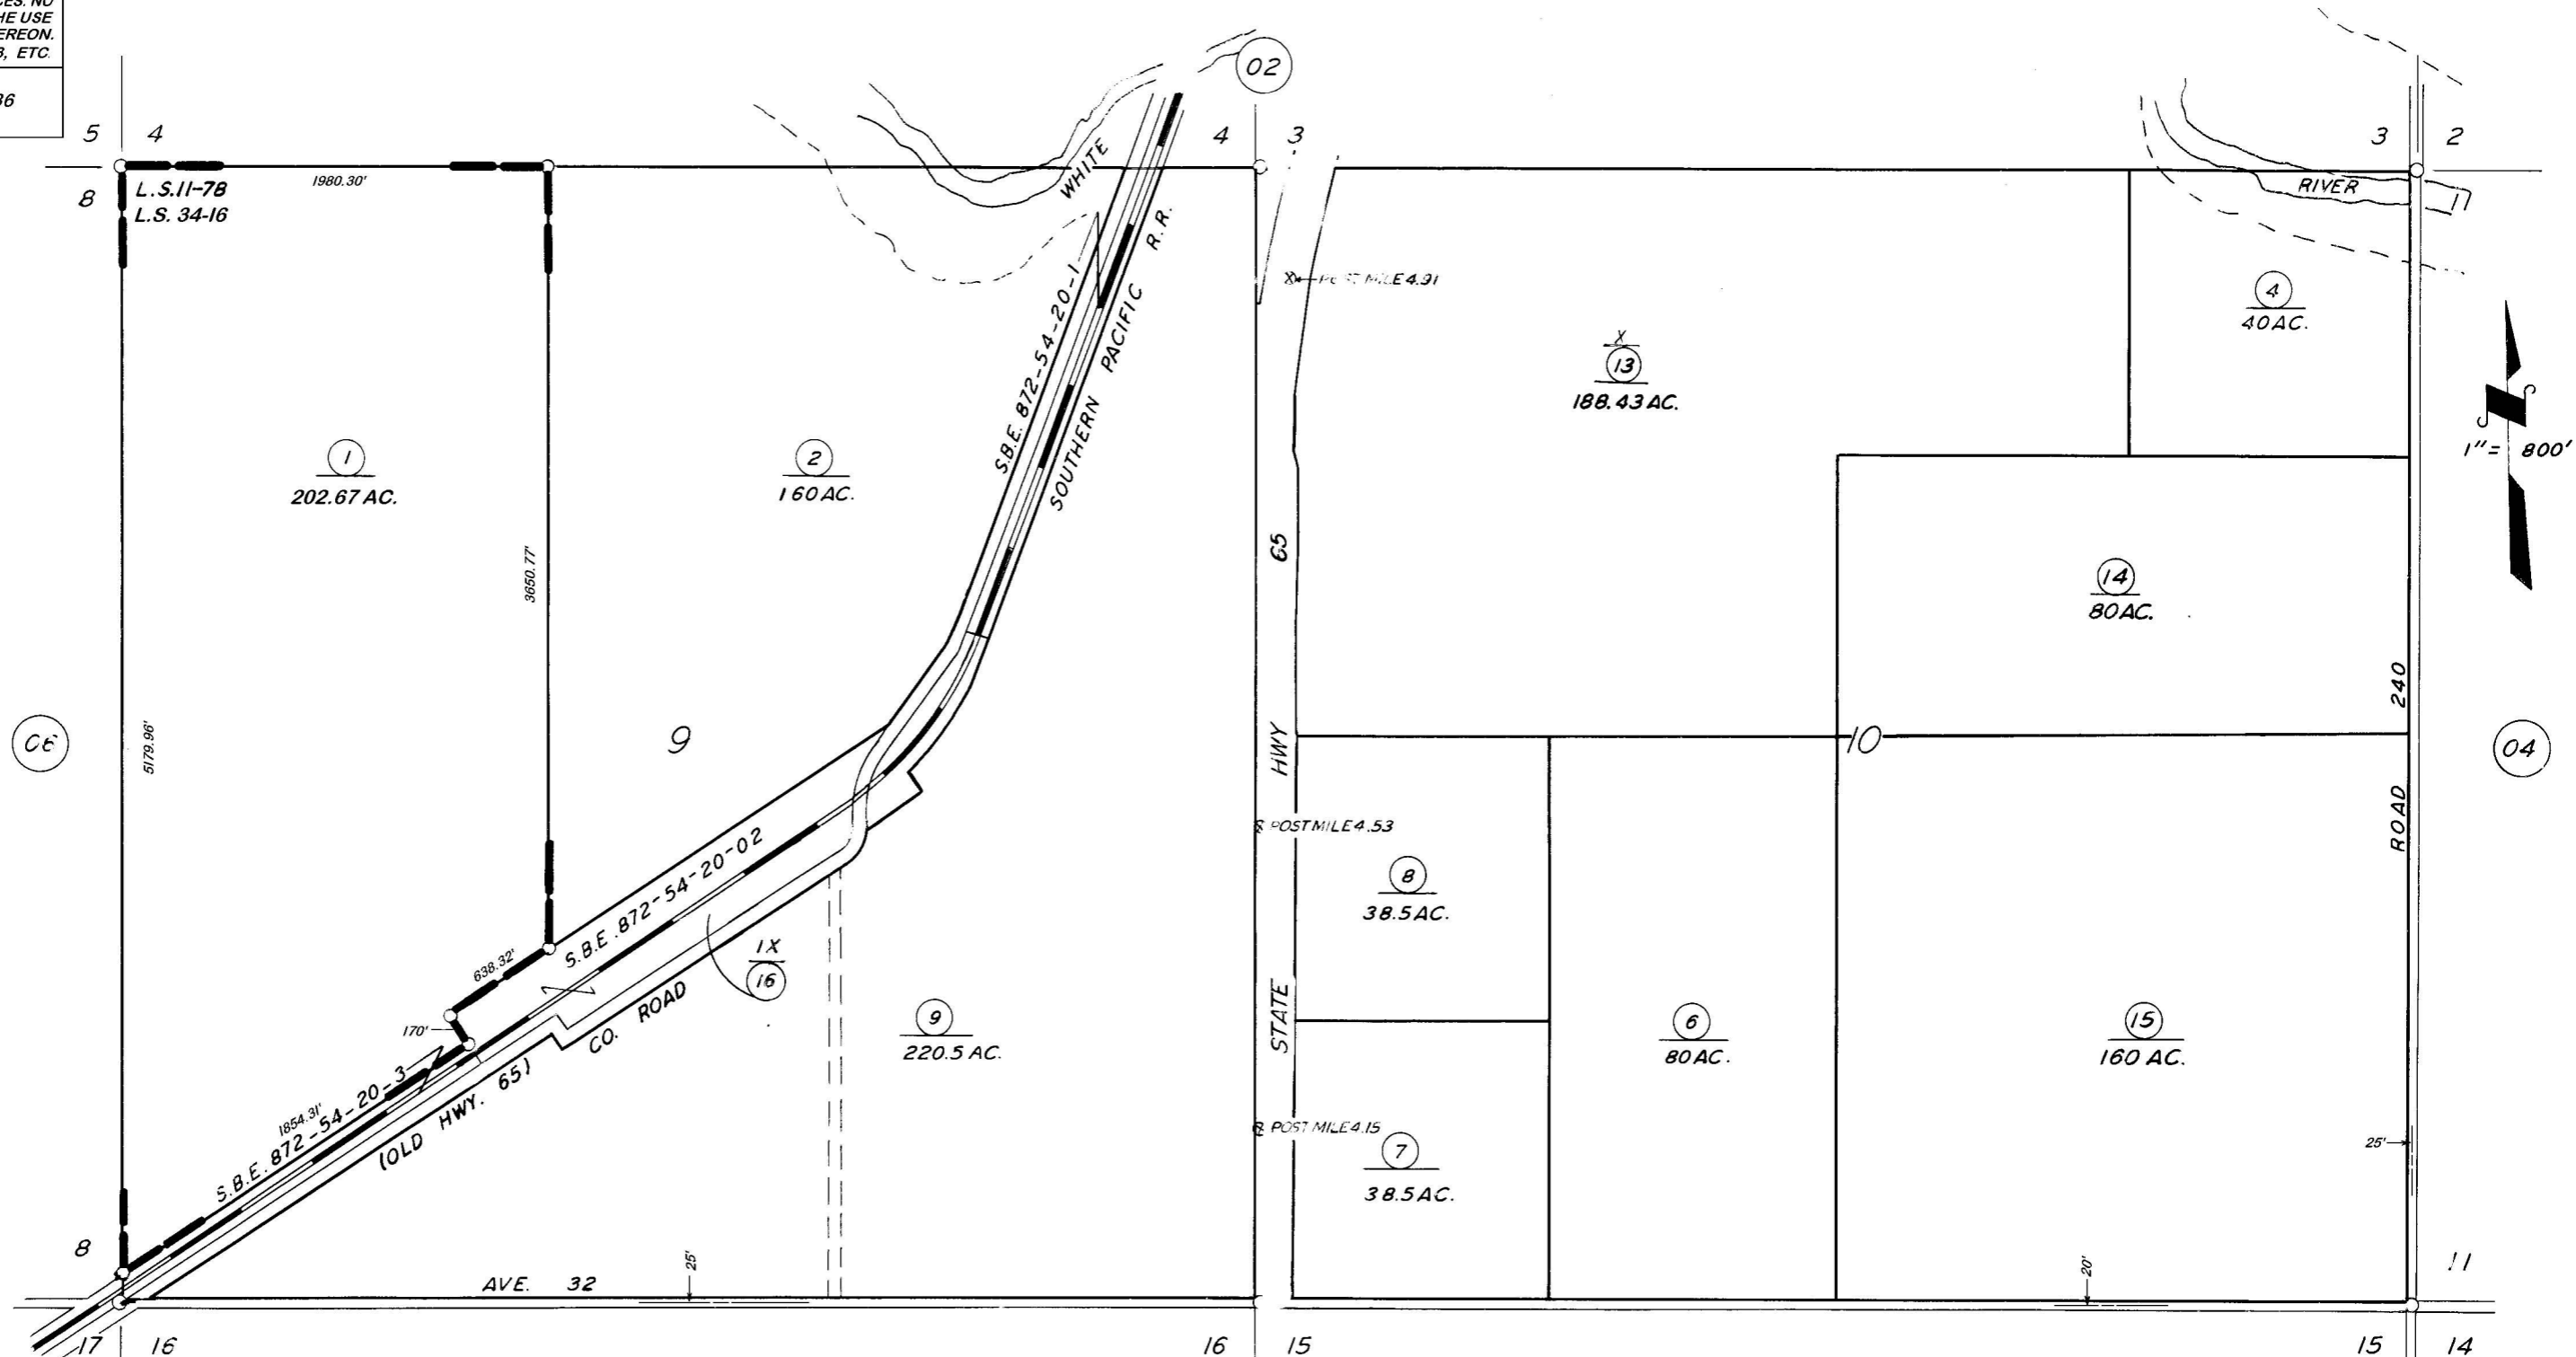 CES. NO
HE USE
EREON.
ETC.
02
5 4
4 3
3 2
8
L.S.11-78
L.S. 34-16
1980.30'
WHITE
RIVER
S.B.E. 872-54-20-1
SOUTHERN PACIFIC R.R.
POST MILE 4.91
4
40 AC.
X
13
188.43 AC.
1"= 800'
1
202.67 AC.
2
160 AC.
3650.77'
65
HWY
STATE
14
80 AC.
ROAD 240
5179.96'
9
10
04
POST MILE 4.53
S.B.E. 872-54-20-02
8
38.5 AC.
638.32'
1X
16
170'
CO. ROAD
(OLD HWY. 65)
9
220.5 AC.
6
80 AC.
15
160 AC.
1854.31'
S.B.E. 872-54-20-3
POST MILE 4.15
7
38.5 AC.
25'
8
AVE. 32
25'
20'
11
17 16
16 15
15 14